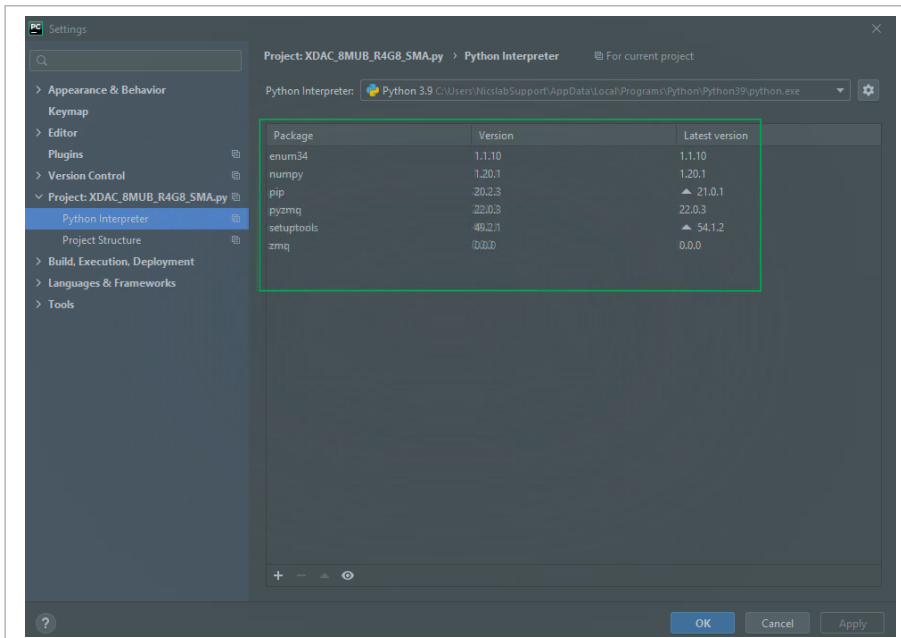 PC Settings
Project: XDAC_8MUB_R4G8_SMA.py > Python Interpreter For current project
Python Interpreter: Python 3.9 C:\Users\NicslabSupport\AppData\Local\Programs\Python\Python39\python.exe
> Appearance & Behavior
Keymap
> Editor
Plugins
> Version Control
Project: XDAC_8MUB_R4G8_SMA.py
Python Interpreter
Project Structure
> Build, Execution, Deployment
> Languages & Frameworks
> Tools
Package Version Latest version
enum34 1.1.10 1.1.10
numpy 1.20.1 1.20.1
pip 20.2.3 ▲ 21.0.1
pyzmq 22.0.3 22.0.3
setuptools 49.2.1 ▲ 54.1.2
zmq 0.0.0 0.0.0
?
OK Cancel Apply